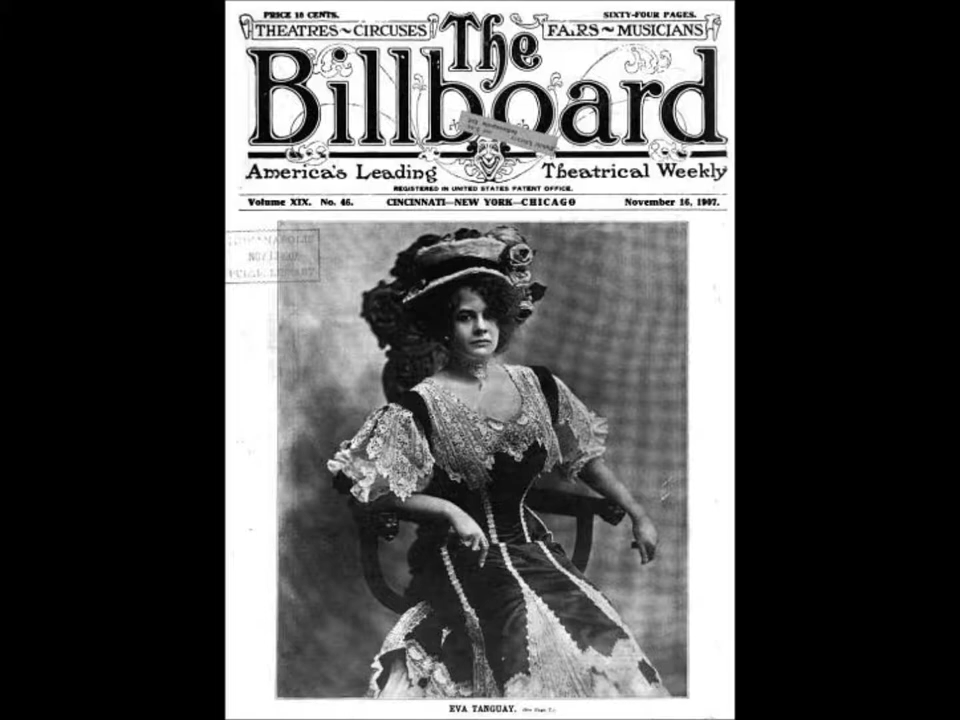 PRICE 10 CENTS.
SIXTY-FOUR PAGES.
THEATRES~CIRCUSES
The
FAIRS~MUSICIANS
Billboard
America's Leading Theatrical Weekly
REGISTERED IN UNITED STATES PATENT OFFICE.
Volume XIX. No. 46. CINCINNATI—NEW YORK—CHICAGO November 16, 1907.
EVA TANGUAY.